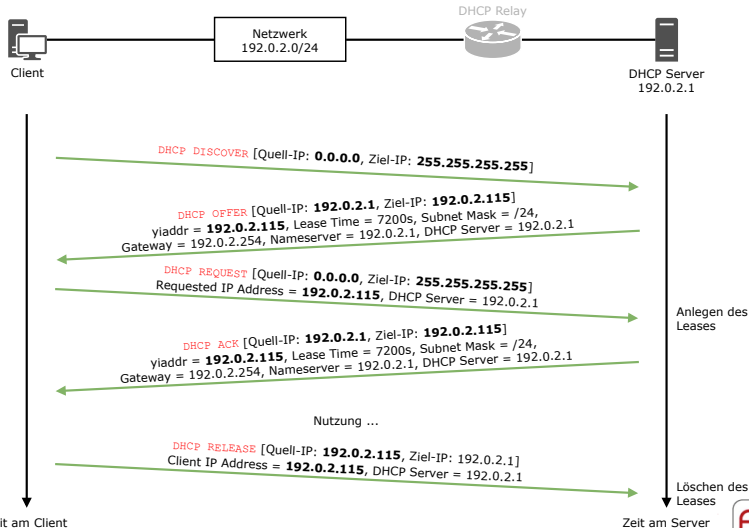 DHCP Relay
Netzwerk
192.0.2.0/24
Client
DHCP Server
192.0.2.1
DHCP DISCOVER [Quell-IP: 0.0.0.0, Ziel-IP: 255.255.255.255]
DHCP OFFER [Quell-IP: 192.0.2.1, Ziel-IP: 192.0.2.115]
yiaddr = 192.0.2.115, Lease Time = 7200s, Subnet Mask = /24,
Gateway = 192.0.2.254, Nameserver = 192.0.2.1, DHCP Server = 192.0.2.1
DHCP REQUEST [Quell-IP: 0.0.0.0, Ziel-IP: 255.255.255.255]
Requested IP Address = 192.0.2.115, DHCP Server = 192.0.2.1
Anlegen des
Leases
DHCP ACK [Quell-IP: 192.0.2.1, Ziel-IP: 192.0.2.115]
yiaddr = 192.0.2.115, Lease Time = 7200s, Subnet Mask = /24,
Gateway = 192.0.2.254, Nameserver = 192.0.2.1, DHCP Server = 192.0.2.1
Nutzung ...
DHCP RELEASE [Quell-IP: 192.0.2.115, Ziel-IP: 192.0.2.1]
Client IP Address = 192.0.2.115, DHCP Server = 192.0.2.1
Löschen des
Leases
am Client
Zeit am Server